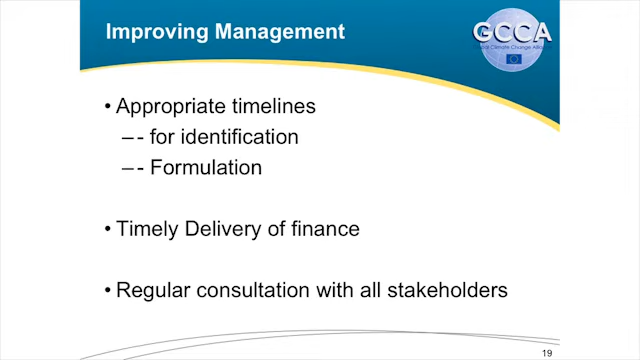 Improving Management
GCCA
Global Climate Change Alliance
• Appropriate timelines
–- for identification
–- Formulation
• Timely Delivery of finance
• Regular consultation with all stakeholders
19